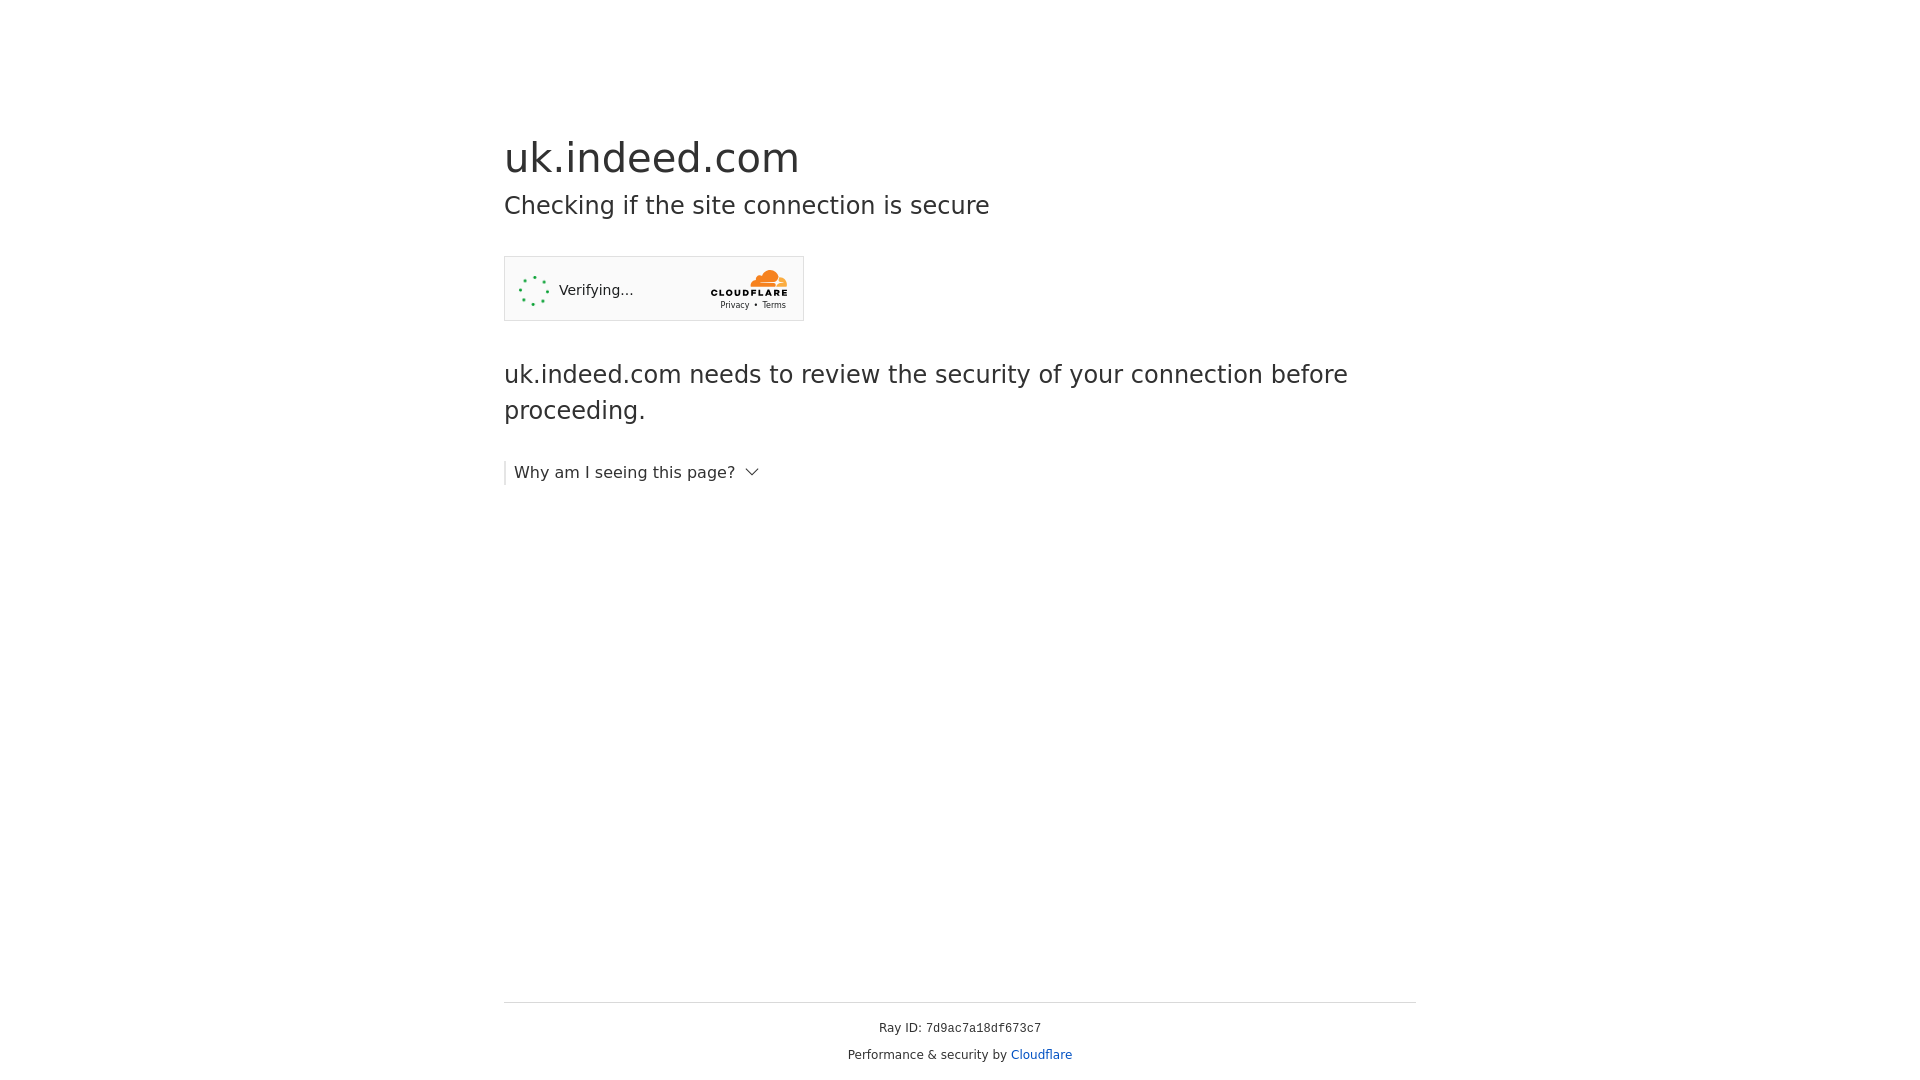 uk.indeed.com
Checking if the site connection is secure
Verifying...
CLOUDFLARE
Privacy • Terms
uk.indeed.com needs to review the security of your connection before
proceeding.
Why am I seeing this page?
Ray ID: 7d9ac7a18df673c7
Performance & security by Cloudflare